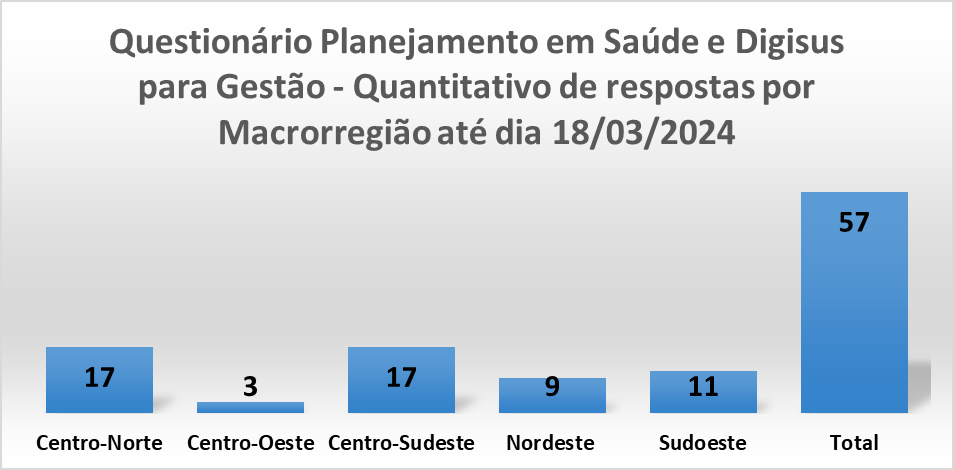 Questionário Planejamento em Saúde e Digisus
para Gestão - Quantitativo de respostas por
Macrorregião até dia 18/03/2024
57
17
3
17
9
11
Centro-Norte Centro-Oeste Centro-Sudeste Nordeste Sudoeste Total